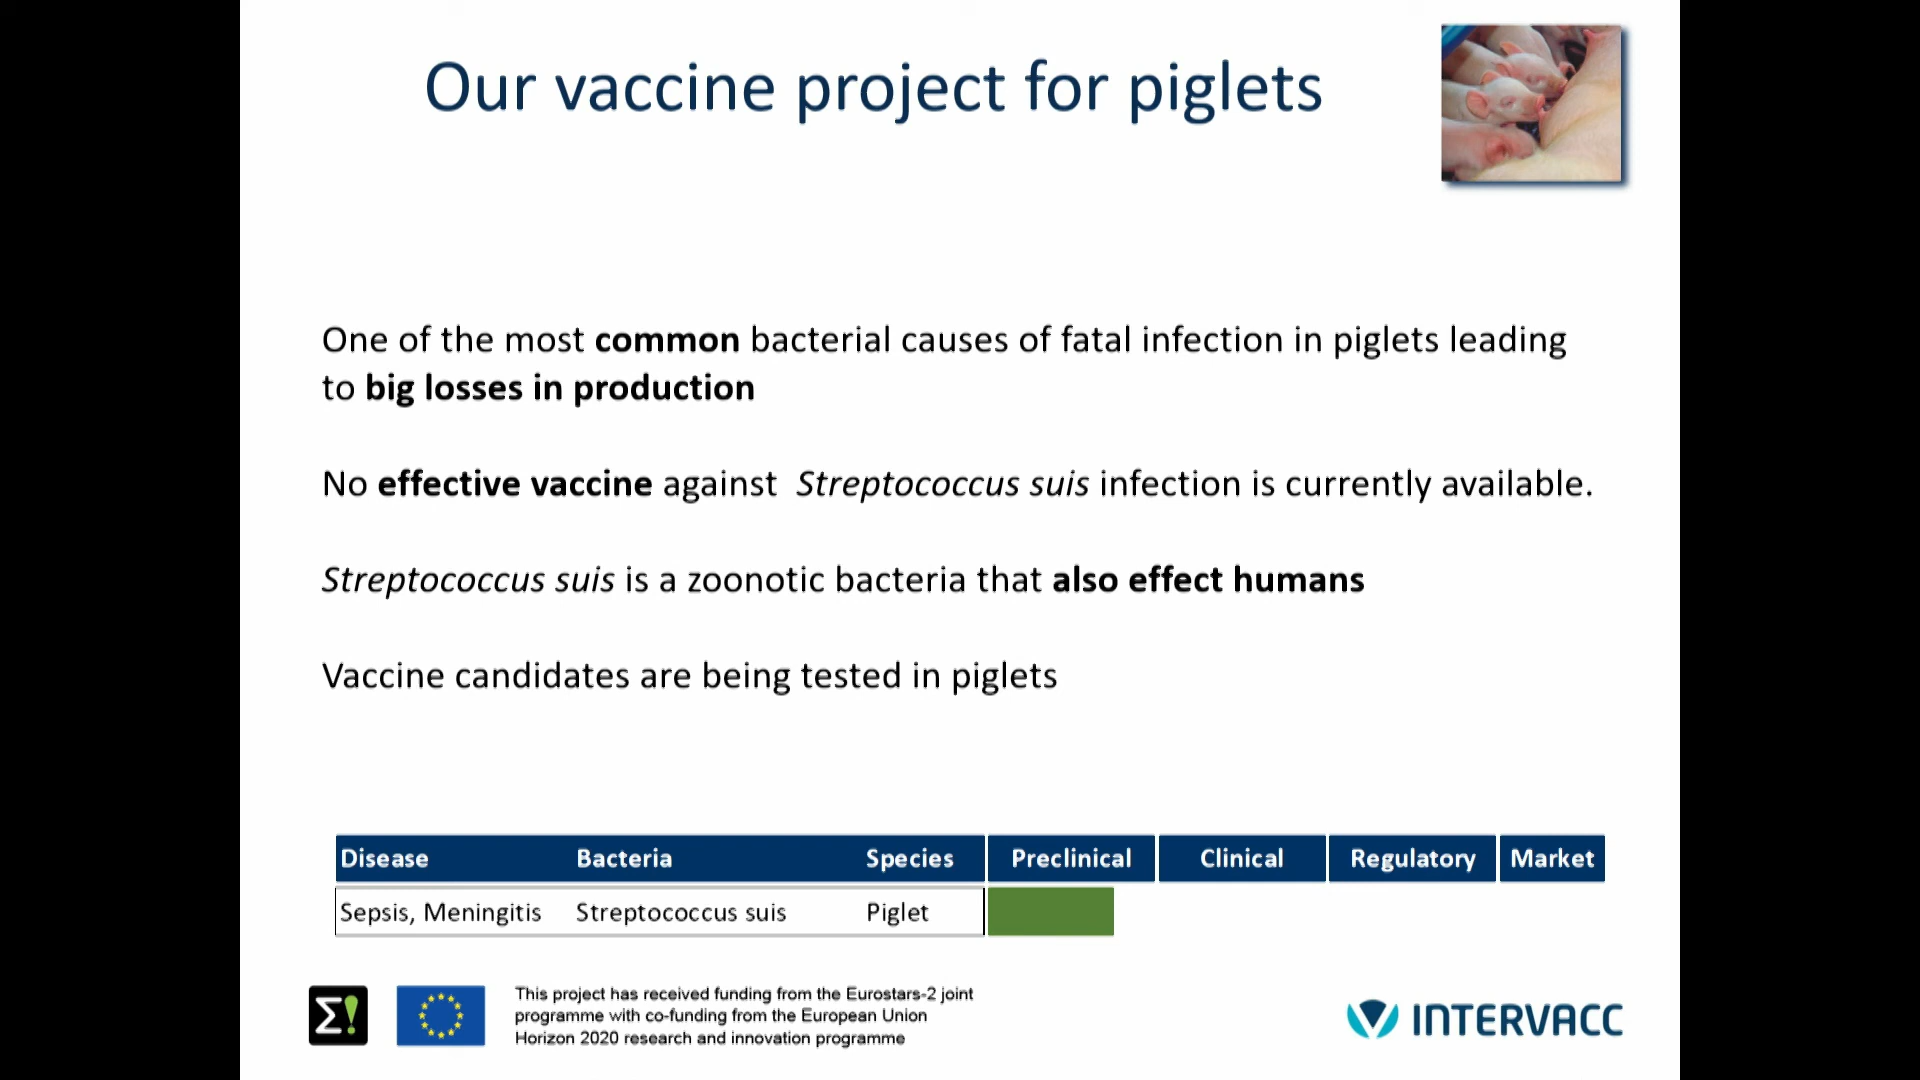 Our vaccine project for piglets
One of the most common bacterial causes of fatal infection in piglets leading
to big losses in production
No effective vaccine against Streptococcus suis infection is currently available.
Streptococcus suis is a zoonotic bacteria that also effect humans
Vaccine candidates are being tested in piglets
Disease Bacteria Species Preclinical Clinical Regulatory Market
Sepsis, Meningitis Streptococcus suis Piglet
Σ!
This project has received funding from the Eurostars-2 joint
programme with co-funding from the European Union
Horizon 2020 research and innovation programme
INTERVACC